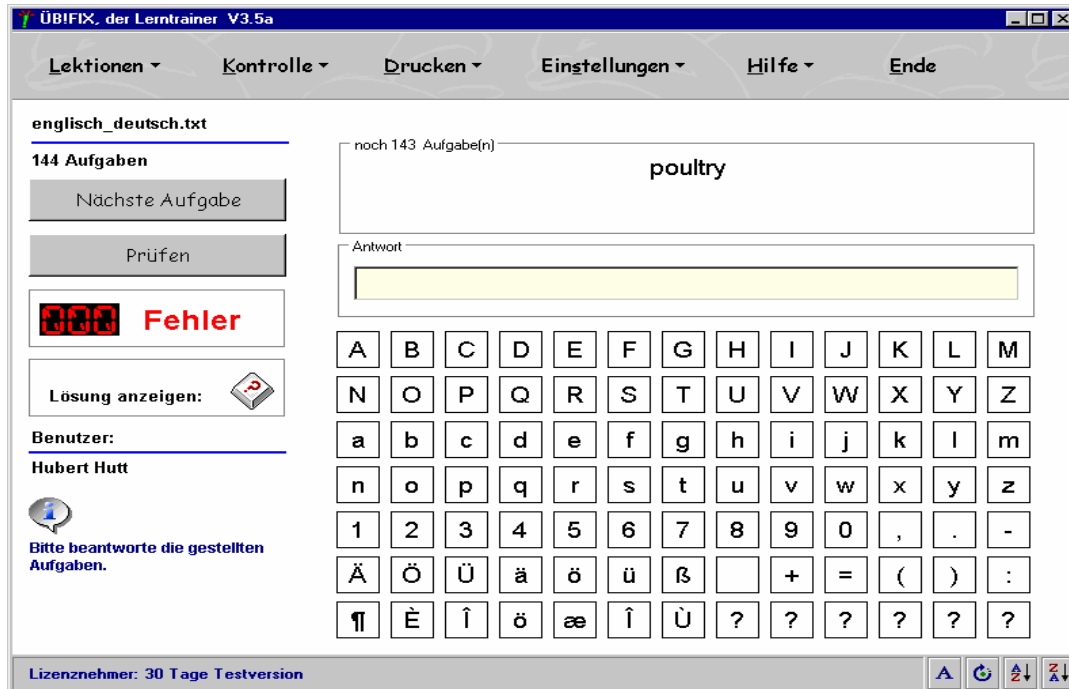 ÜB!FIX, der Lerntrainer V3.5a
Lektionen Kontrolle Drucken Einstellungen Hilfe Ende
englisch_deutsch.txt
144 Aufgaben
Nächste Aufgabe
Prüfen
000 Fehler
Lösung anzeigen:
Benutzer:
Hubert Hutt
Bitte beantworte die gestellten
Aufgaben.
noch 143 Aufgabe(n)
poultry
Antwort
A B C D E F G H I J K L M
N O P Q R S T U V W X Y Z
a b c d e f g h i j k l m
n o p q r s t u v w x y z
1 2 3 4 5 6 7 8 9 0 , . -
Ä Ö Ü ä ö ü ß + = ( ) :
¶ È Î ö æ Î Ù ? ? ? ? ? ?
Lizenznehmer: 30 Tage Testversion
A A Z Z A